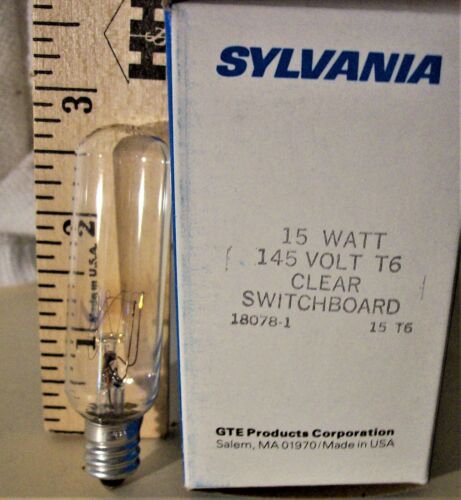 SYLVANIA
15 WATT
145 VOLT T6
CLEAR
SWITCHBOARD
18078-1 15 T6
GTE Products Corporation
Salem, MA 01970/Made in USA
3
2
1
Made in U.S.A.
H&H